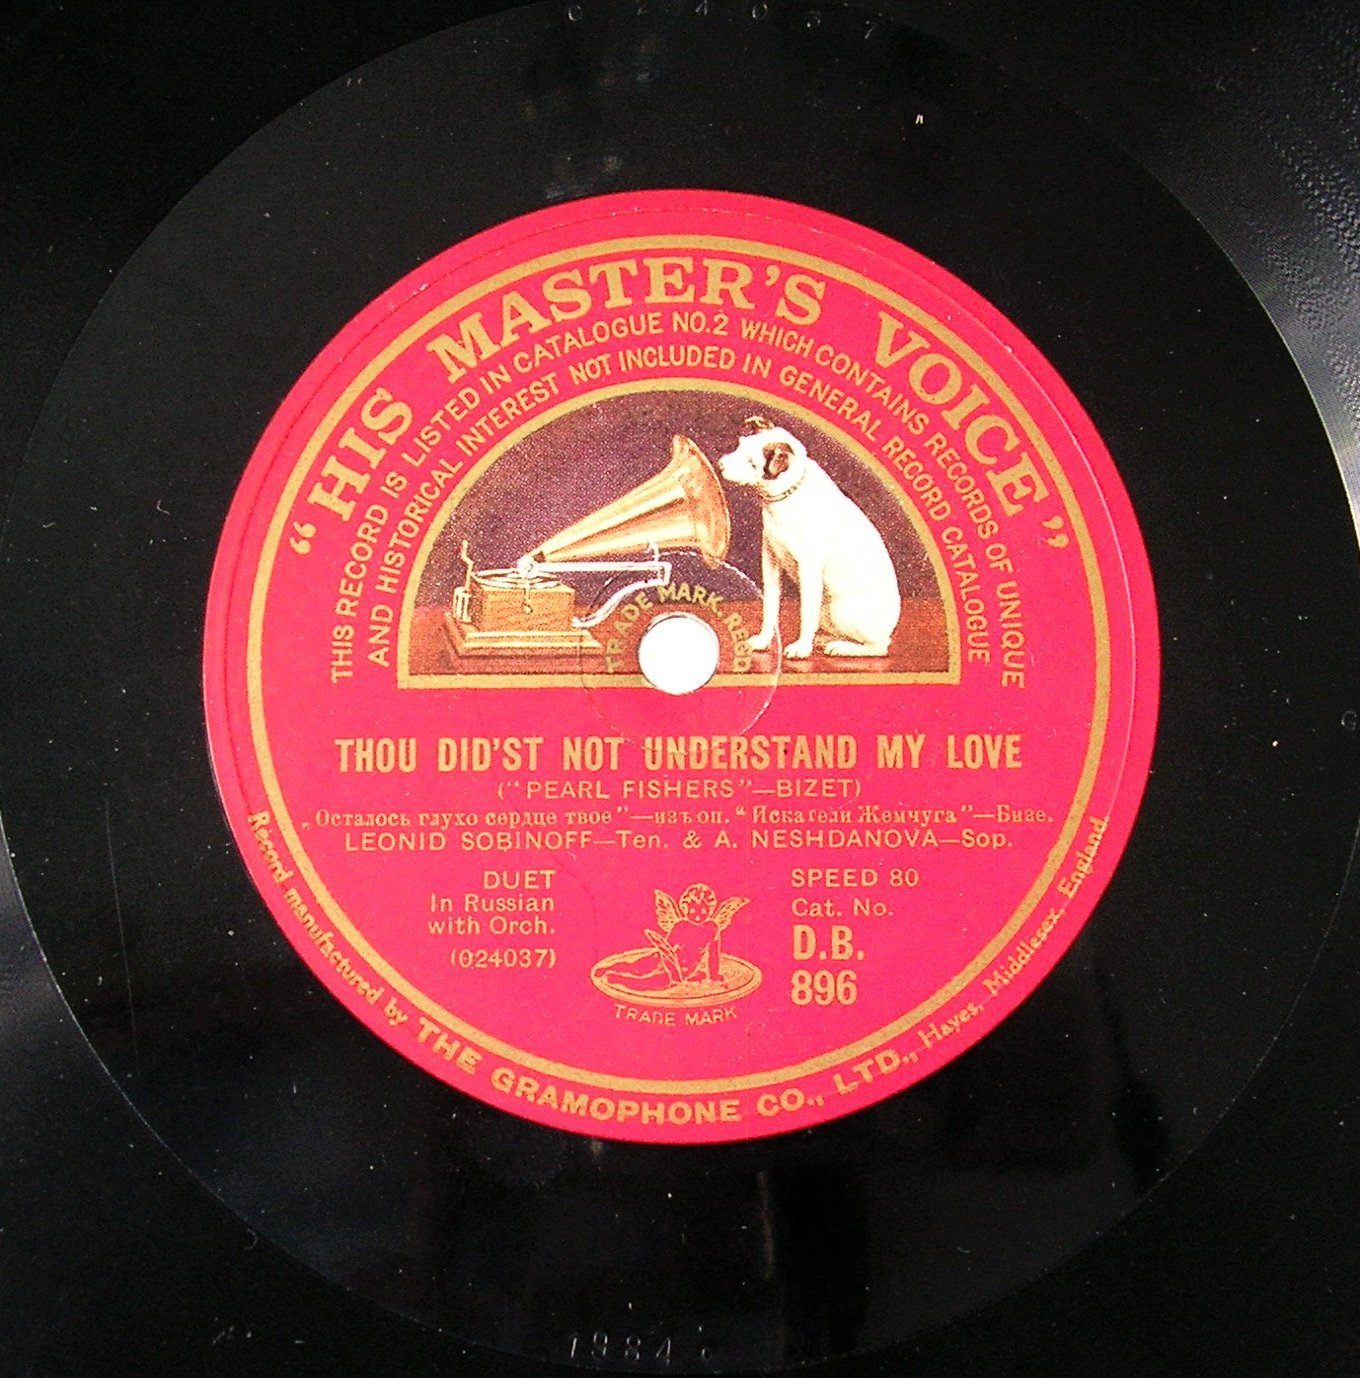 024037
“HIS MASTER'S VOICE”
THIS RECORD IS LISTED IN CATALOGUE NO.2 WHICH CONTAINS RECORDS OF UNIQUE
AND HISTORICAL INTEREST NOT INCLUDED IN GENERAL RECORD CATALOGUE
TRADE MARK. REGD
THOU DID'ST NOT UNDERSTAND MY LOVE
(“PEARL FISHERS”—BIZET)
„Осталось глухо сердце твое”—изъ оп. “Искатели Жемчуга”—Бизе.
LEONID SOBINOFF—Ten. & A. NESHDANOVA—Sop.
DUET
In Russian
with Orch.
(024037)
TRADE MARK
SPEED 80
Cat. No.
D.B.
896
Record manufactured by THE GRAMOPHONE CO., LTD., Hayes, Middlesex, England.
1984 c